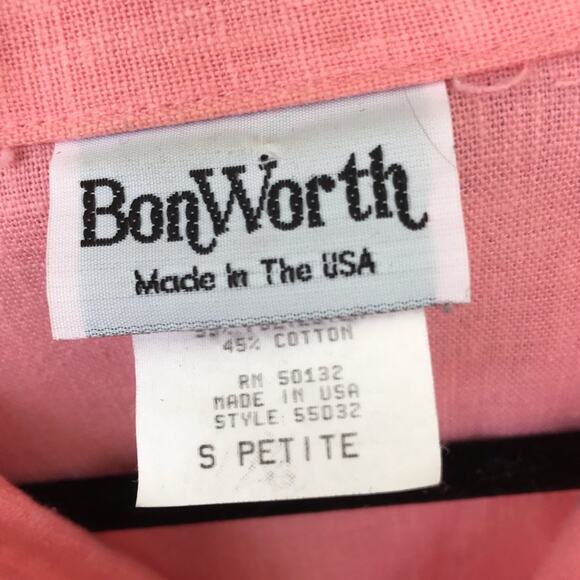 BonWorth
Made In The USA
45% COTTON
RN 50132
MADE IN USA
STYLE 55032
S PETITE